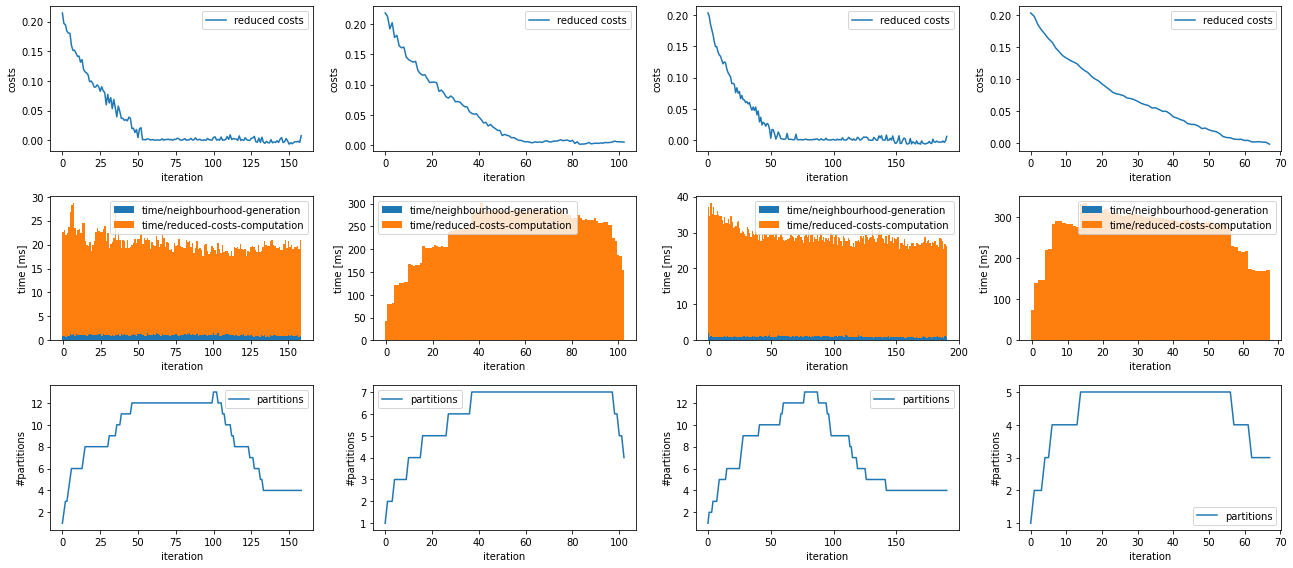 0.20
0.15
0.10
0.05
0.00
costs
reduced costs
0 25 50 75 100 125 150
iteration
0.20
0.15
0.10
0.05
0.00
costs
reduced costs
0 20 40 60 80 100
iteration
0.20
0.15
0.10
0.05
0.00
costs
reduced costs
0 50 100 150
iteration
0.20
0.15
0.10
0.05
0.00
costs
reduced costs
0 10 20 30 40 50 60 70
iteration
30
25
20
15
10
5
0
time [ms]
time/neighbourhood-generation
time/reduced-costs-computation
0 25 50 75 100 125 150
iteration
300
250
200
150
100
50
0
time [ms]
time/neighbourhood-generation
time/reduced-costs-computation
0 20 40 60 80 100
iteration
40
30
20
10
0
time [ms]
time/neighbourhood-generation
time/reduced-costs-computation
0 50 100 150 200
iteration
300
200
100
0
time [ms]
time/neighbourhood-generation
time/reduced-costs-computation
0 10 20 30 40 50 60 70
iteration
12
10
8
6
4
2
#partitions
partitions
0 25 50 75 100 125 150
iteration
7
6
5
4
3
2
1
#partitions
partitions
0 20 40 60 80 100
iteration
12
10
8
6
4
2
#partitions
partitions
0 50 100 150
iteration
5
4
3
2
1
#partitions
partitions
0 10 20 30 40 50 60 70
iteration